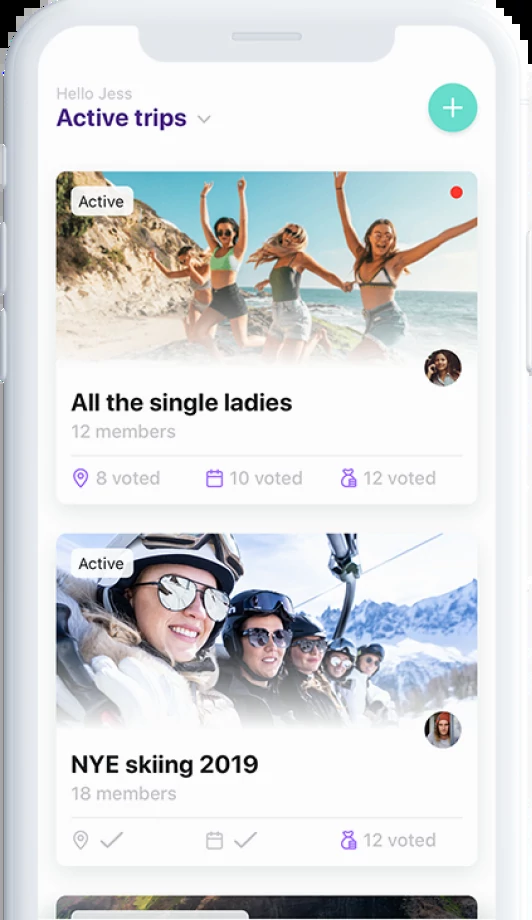 Hello Jess
Active trips
Active
All the single ladies
12 members
8 voted 10 voted 12 voted
Active
NYE skiing 2019
18 members
12 voted